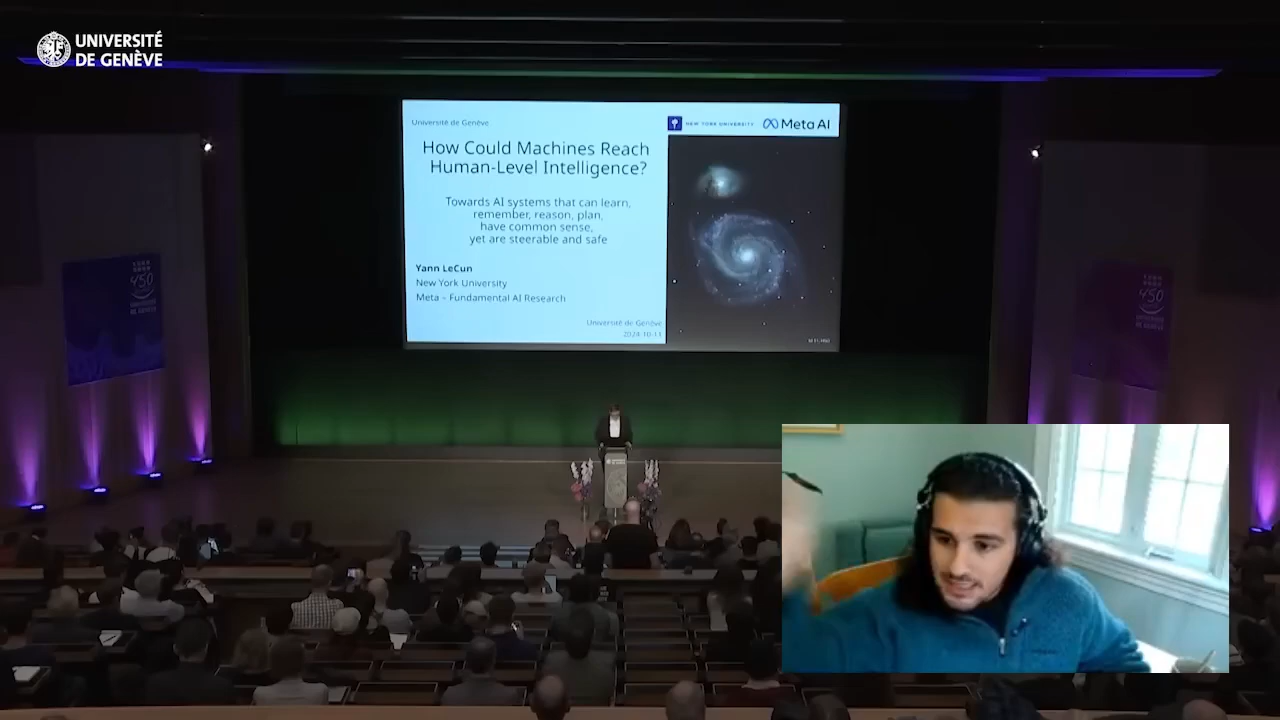 UNIVERSITÉ
DE GENÈVE
Université de Genève
NEW YORK UNIVERSITY
Meta AI
How Could Machines Reach
Human-Level Intelligence?
Towards AI systems that can learn,
remember, reason, plan,
have common sense,
yet are steerable and safe
Yann LeCun
New York University
Meta – Fundamental AI Research
Université de Genève
2024-10-11
450
450